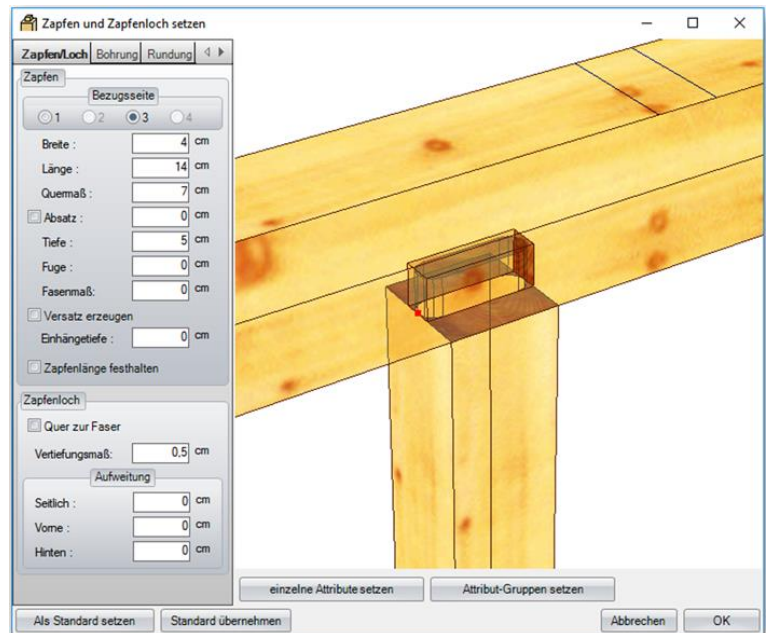 Zapfen und Zapfenloch setzen
Zapfen/Loch Bohrung Rundung
Zapfen
Bezugsseite
1 2 3 4
Breite : 4 cm
Länge : 14 cm
Quermaß : 7 cm
Absatz : 0 cm
Tiefe : 5 cm
Fuge : 0 cm
Fasenmaß: 0 cm
Versatz erzeugen
Einhängetiefe : 0 cm
Zapfenlänge festhalten
Zapfenloch
Quer zur Faser
Vertiefungsmaß: 0,5 cm
Aufweitung
Seitlich : 0 cm
Vorne : 0 cm
Hinten : 0 cm
einzelne Attribute setzen Attribut-Gruppen setzen
Als Standard setzen Standard übernehmen Abbrechen OK